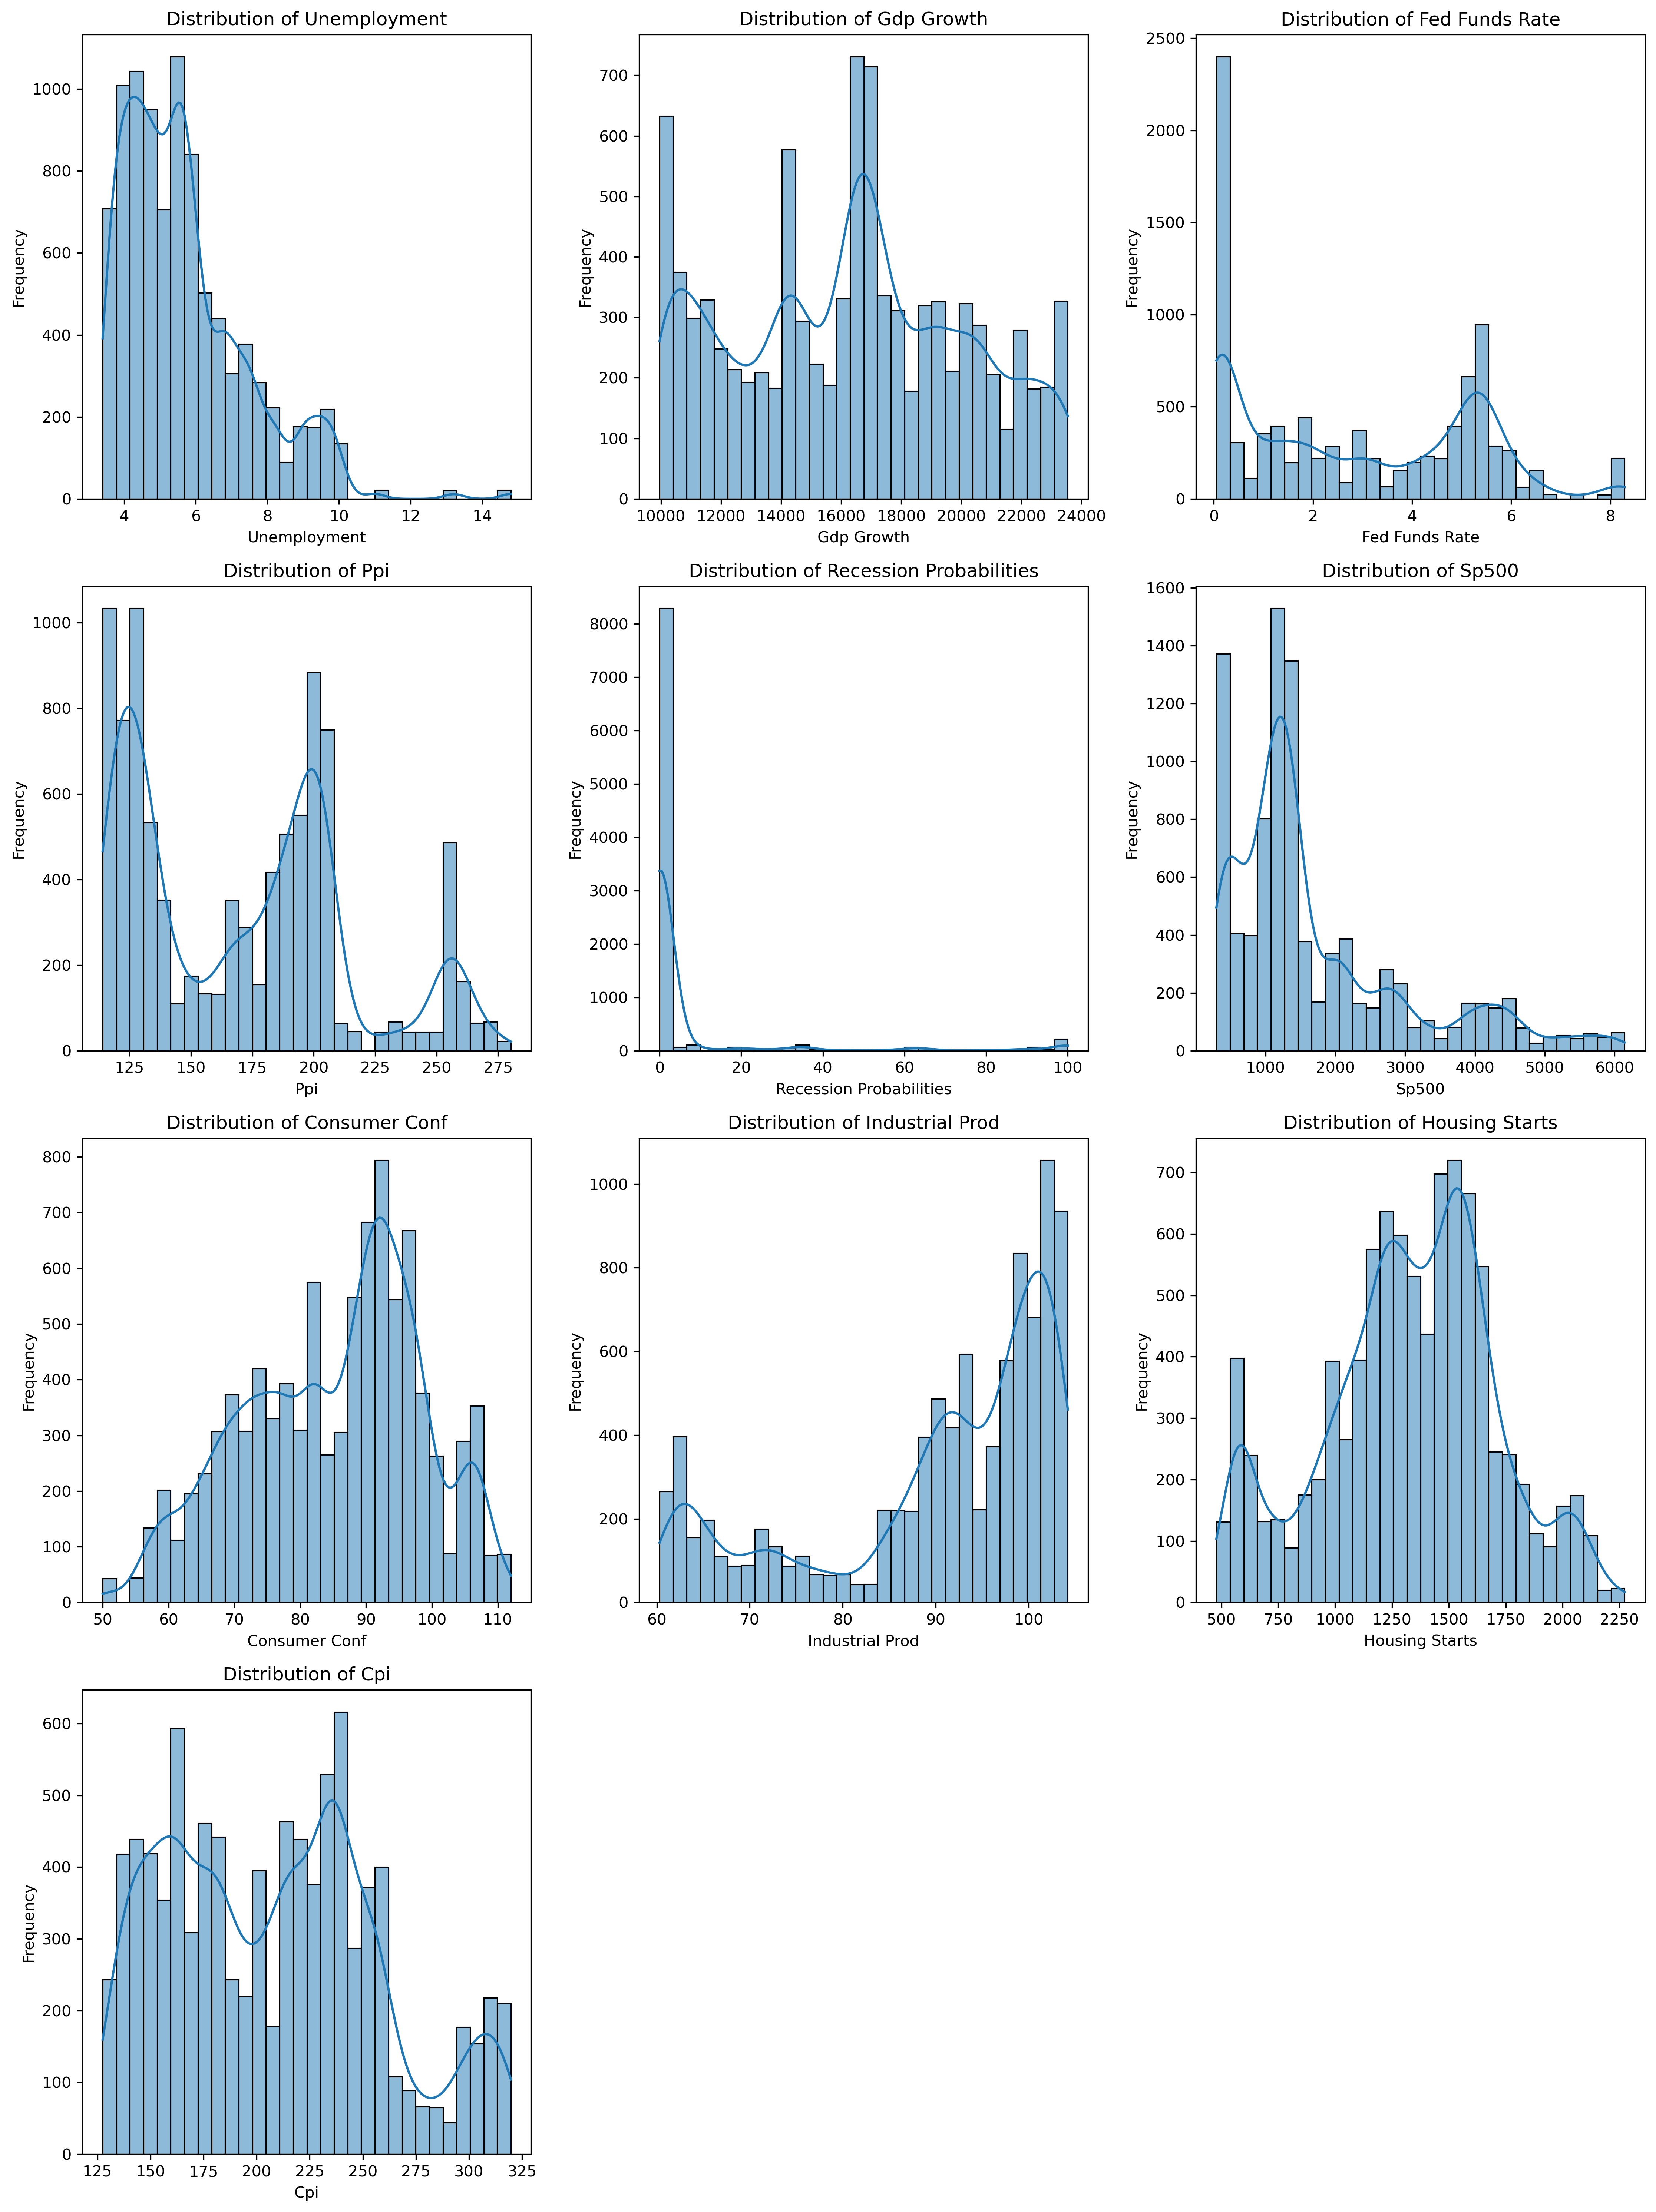 Distribution of Unemployment
Frequency
1000
800
600
400
200
0
4 6 8 10 12 14
Unemployment
Distribution of Gdp Growth
Frequency
700
600
500
400
300
200
100
0
10000 12000 14000 16000 18000 20000 22000 24000
Gdp Growth
Distribution of Fed Funds Rate
Frequency
2500
2000
1500
1000
500
0
0 2 4 6 8
Fed Funds Rate
Distribution of Ppi
Frequency
1000
800
600
400
200
0
125 150 175 200 225 250 275
Ppi
Distribution of Recession Probabilities
Frequency
8000
7000
6000
5000
4000
3000
2000
1000
0
0 20 40 60 80 100
Recession Probabilities
Distribution of Sp500
Frequency
1600
1400
1200
1000
800
600
400
200
0
1000 2000 3000 4000 5000 6000
Sp500
Distribution of Consumer Conf
Frequency
800
700
600
500
400
300
200
100
0
50 60 70 80 90 100 110
Consumer Conf
Distribution of Industrial Prod
Frequency
1000
800
600
400
200
0
60 70 80 90 100
Industrial Prod
Distribution of Housing Starts
Frequency
700
600
500
400
300
200
100
0
500 750 1000 1250 1500 1750 2000 2250
Housing Starts
Distribution of Cpi
Frequency
600
500
400
300
200
100
0
125 150 175 200 225 250 275 300 325
Cpi